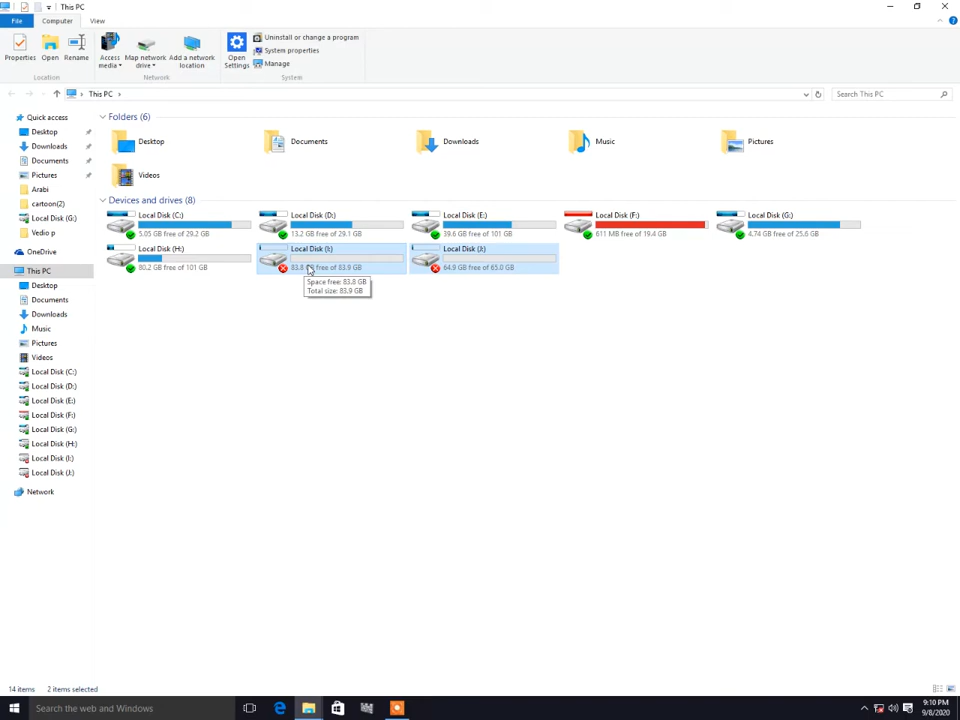 This PC
File
Computer
View
Properties
Open
Rename
Access media
Map network drive
Add a network location
Open Settings
Uninstall or change a program
System properties
Manage
Location
Network
System
This PC
Search This PC
Quick access
Desktop
Downloads
Documents
Pictures
Arabi
cartoon(2)
Local Disk (G:)
Vedio p
OneDrive
This PC
Desktop
Documents
Downloads
Music
Pictures
Videos
Local Disk (C:)
Local Disk (D:)
Local Disk (E:)
Local Disk (F:)
Local Disk (G:)
Local Disk (H:)
Local Disk (I:)
Local Disk (J:)
Network
Folders (6)
Desktop
Documents
Downloads
Music
Pictures
Videos
Devices and drives (8)
Local Disk (C:)
5.05 GB free of 29.2 GB
Local Disk (D:)
13.2 GB free of 29.1 GB
Local Disk (E:)
39.6 GB free of 101 GB
Local Disk (F:)
611 MB free of 19.4 GB
Local Disk (G:)
4.74 GB free of 25.6 GB
Local Disk (H:)
80.2 GB free of 101 GB
Local Disk (I:)
83.8 GB free of 83.9 GB
Local Disk (J:)
64.9 GB free of 65.0 GB
Space free: 83.8 GB
Total size: 83.9 GB
14 items
2 items selected
Search the web and Windows
9:10 PM
9/8/2020